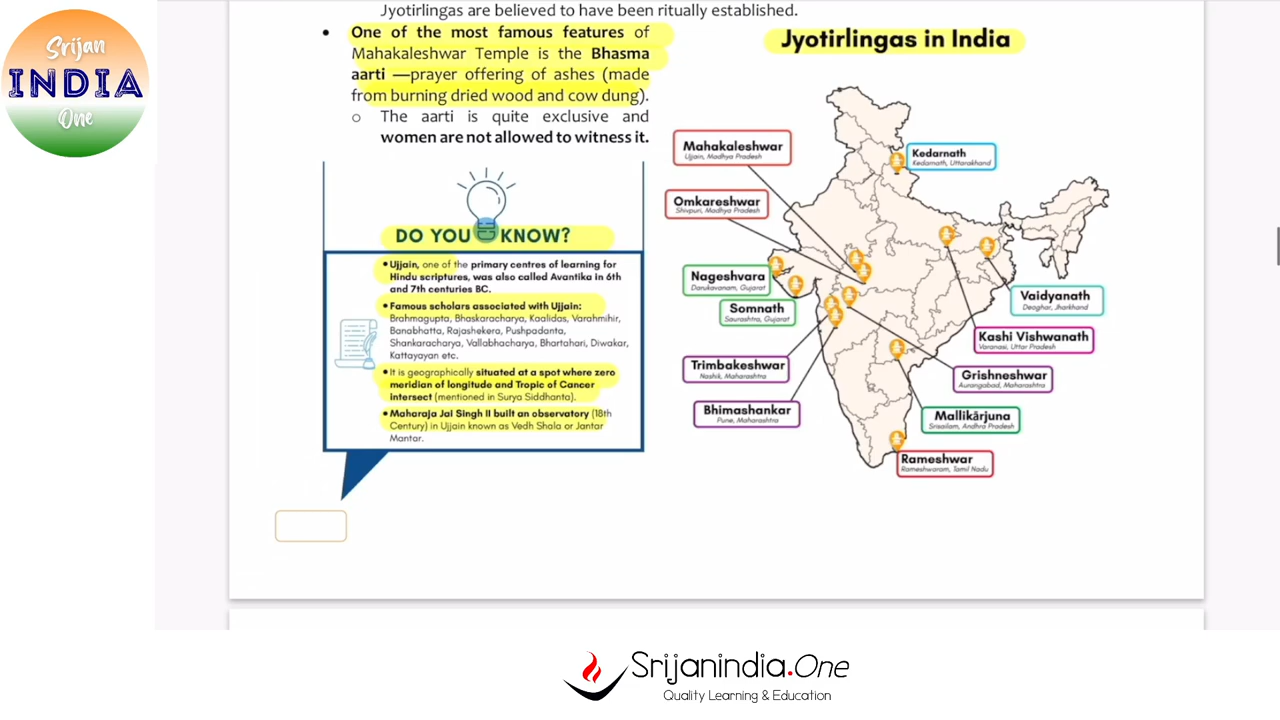 Srijan
INDIA
One
Jyotirlingas are believed to have been ritually established.
• One of the most famous features of
Mahakaleshwar Temple is the Bhasma
aarti —prayer offering of ashes (made
from burning dried wood and cow dung).
o The aarti is quite exclusive and
women are not allowed to witness it.
DO YOU KNOW?
• Ujjain, one of the primary centres of learning for
Hindu scriptures, was also called Avantika in 6th
and 7th centuries BC.
• Famous scholars associated with Ujjain:
Brahmagupta, Bhaskaracharya, Kaalidas, Varahmihir,
Banabhatta, Rajashekera, Pushpadanta,
Shankaracharya, Vallabhacharya, Bhartahari, Diwakar,
Kattayayan etc.
• It is geographically situated at a spot where zero
meridian of longitude and Tropic of Cancer
intersect (mentioned in Surya Siddhanta).
• Maharaja Jai Singh II built an observatory (18th
Century) in Ujjain known as Vedh Shala or Jantar
Mantar.
Jyotirlingas in India
Mahakaleshwar
Ujjain, Madhya Pradesh
Kedarnath
Kedarnath, Uttarakhand
Omkareshwar
Shivpuri, Madhya Pradesh
Nageshvara
Darukavanam, Gujarat
Somnath
Saurashtra, Gujarat
Vaidyanath
Deoghar, Jharkhand
Kashi Vishwanath
Varanasi, Uttar Pradesh
Trimbakeshwar
Nashik, Maharashtra
Grishneshwar
Aurangabad, Maharashtra
Bhimashankar
Pune, Maharashtra
Mallikārjuna
Srisailam, Andhra Pradesh
Rameshwar
Rameshwaram, Tamil Nadu
Srijanindia.One
Quality Learning & Education